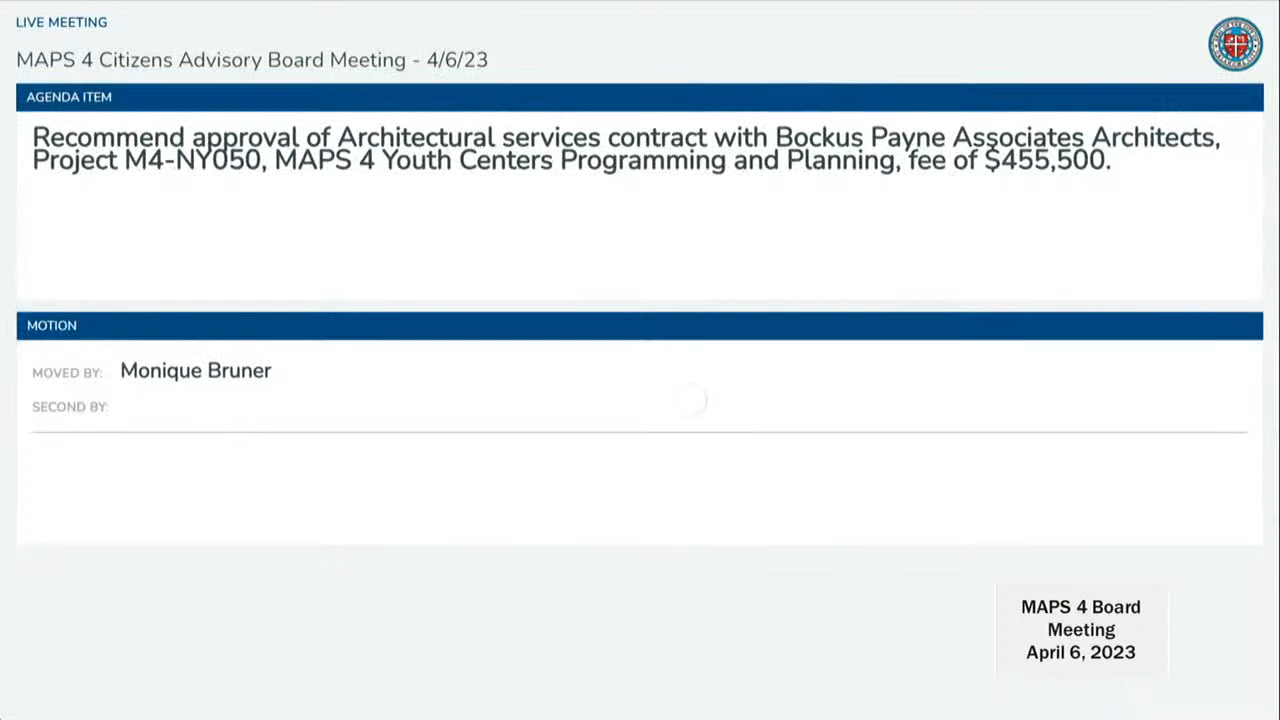 LIVE MEETING
MAPS 4 Citizens Advisory Board Meeting - 4/6/23
AGENDA ITEM
Recommend approval of Architectural services contract with Bockus Payne Associates Architects,
Project M4-NY050, MAPS 4 Youth Centers Programming and Planning, fee of $455,500.
MOTION
MOVED BY: Monique Bruner
SECOND BY:
MAPS 4 Board
Meeting
April 6, 2023